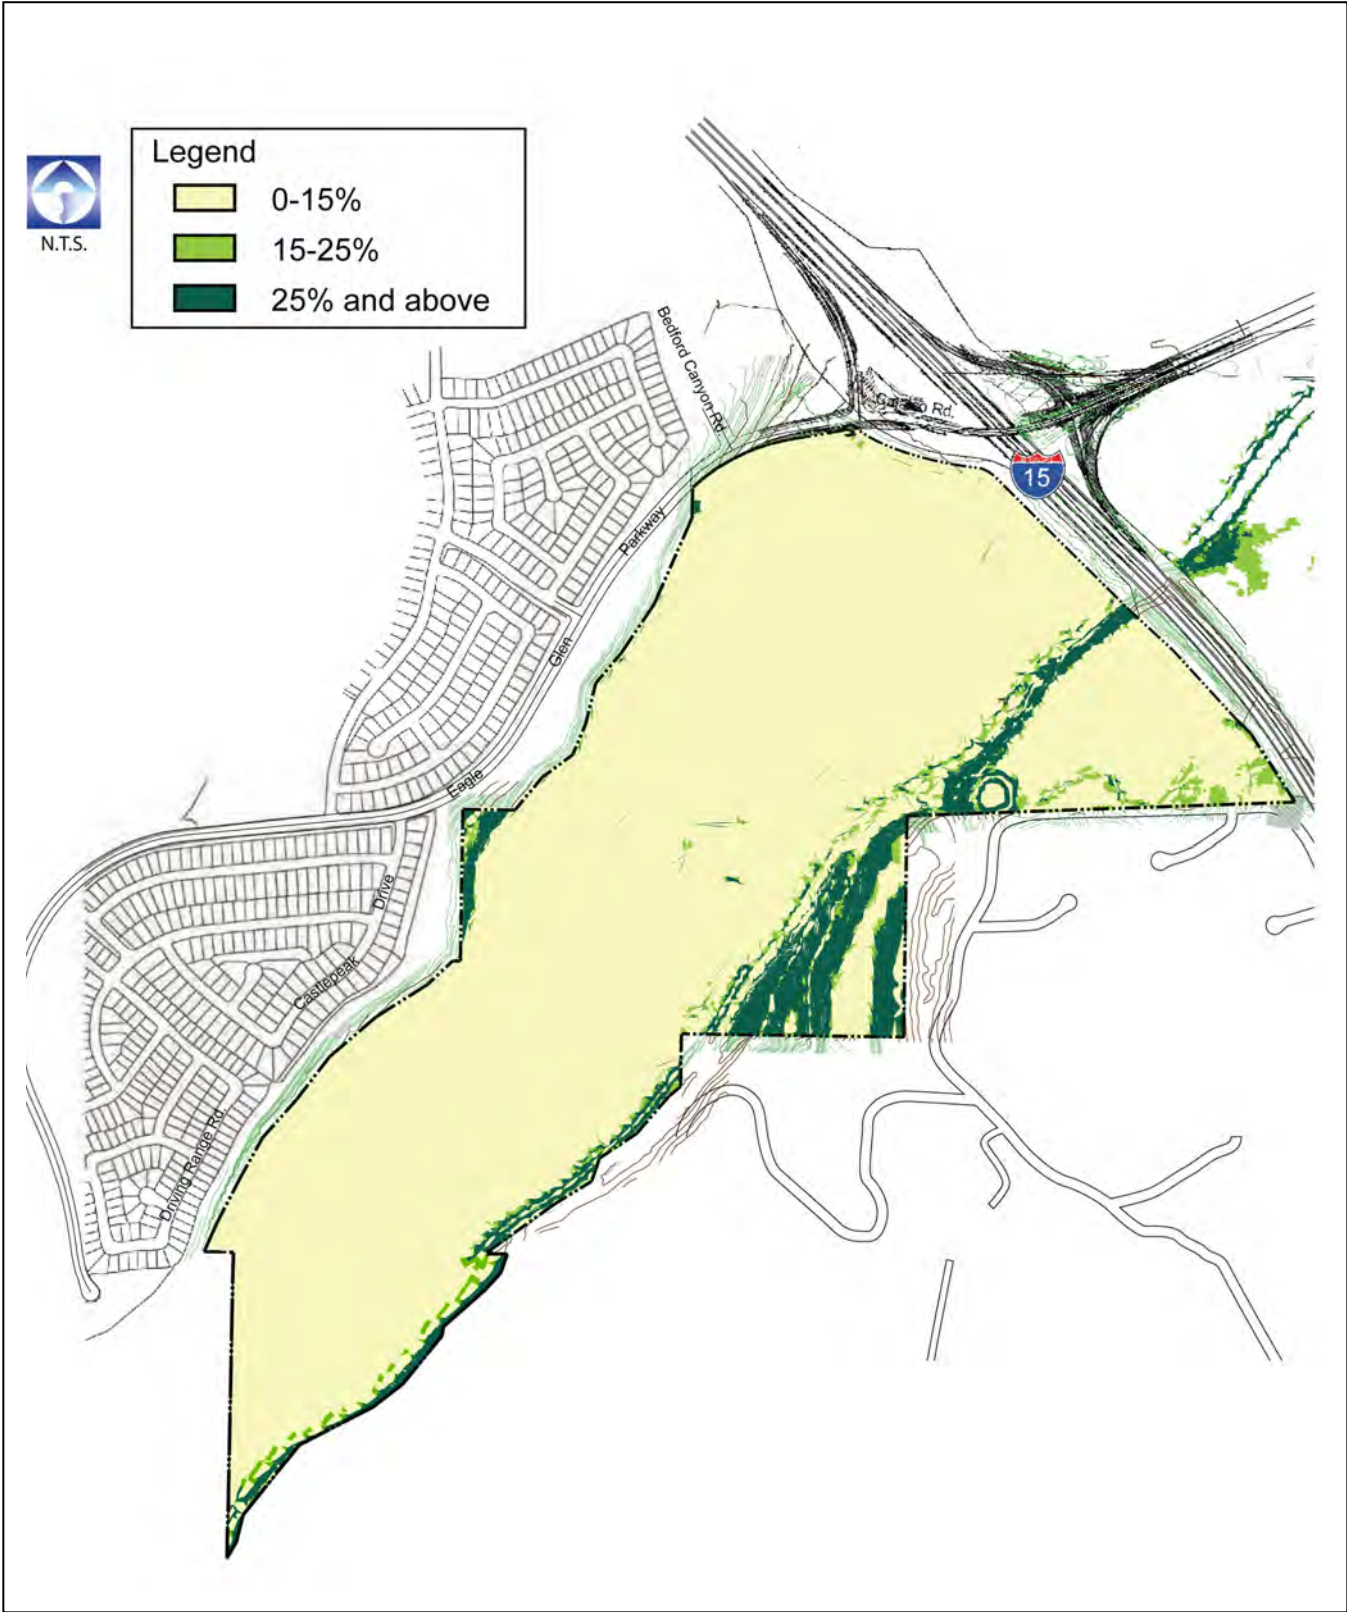 Legend
0-15%
15-25%
25% and above
N.T.S.
Bedford Canyon Rd.
Rd.
15
Parkway
Glen
Eagle
Drive
Castlepeak
Driving Range Rd.